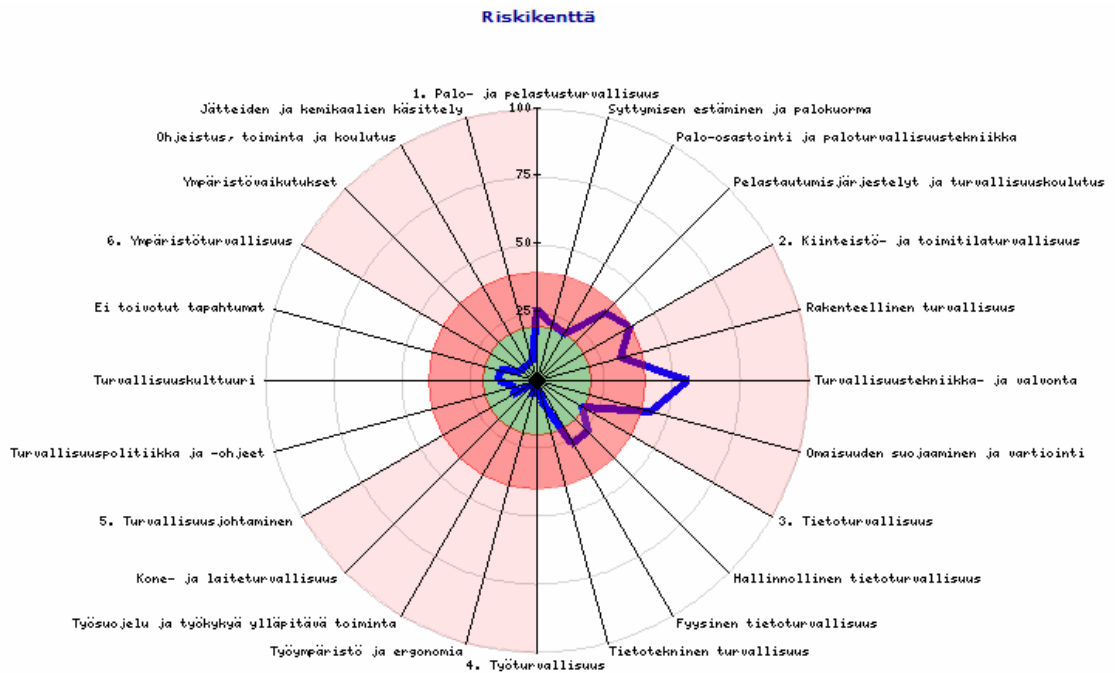 Riskikenttä
1. Palo- ja pelastusturvallisuus
Jätteiden ja kemikaalien käsittely
100
Syttymisen estäminen ja palokuorma
Ohjeistus, toiminta ja koulutus
Palo-osastointi ja paloturvallisuustekniikka
75
Ympäristövaikutukset
Pelastautumisjärjestelyt ja turvallisuuskoulutus
6. Ympäristöturvallisuus
50
2. Kiinteistö- ja toimitilaturvallisuus
Ei toivotut tapahtumat
25
Rakenteellinen turvallisuus
Turvallisuuskulttuuri
Turvallisuustekniikka- ja valvonta
Turvallisuuspolitiikka ja -ohjeet
Omaisuuden suojaaminen ja vartiointi
5. Turvallisuusjohtaminen
3. Tietoturvallisuus
Kone- ja laiteturvallisuus
Hallinnollinen tietoturvallisuus
Työsuojelu ja työkykyä ylläpitävä toiminta
Fyysinen tietoturvallisuus
Työympäristö ja ergonomia
Tietotekninen turvallisuus
4. Työturvallisuus